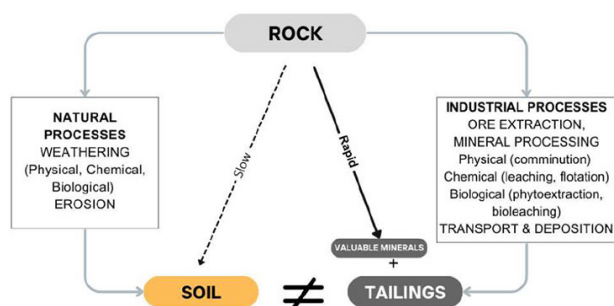 ROCK
NATURAL
PROCESSES
WEATHERING
(Physical, Chemical,
Biological)
EROSION
Slow
Rapid
INDUSTRIAL PROCESSES
ORE EXTRACTION,
MINERAL PROCESSING
Physical (comminution)
Chemical (leaching, flotation)
Biological (phytoextraction,
bioleaching)
TRANSPORT & DEPOSITION
VALUABLE MINERALS
+
SOIL
≠
TAILINGS